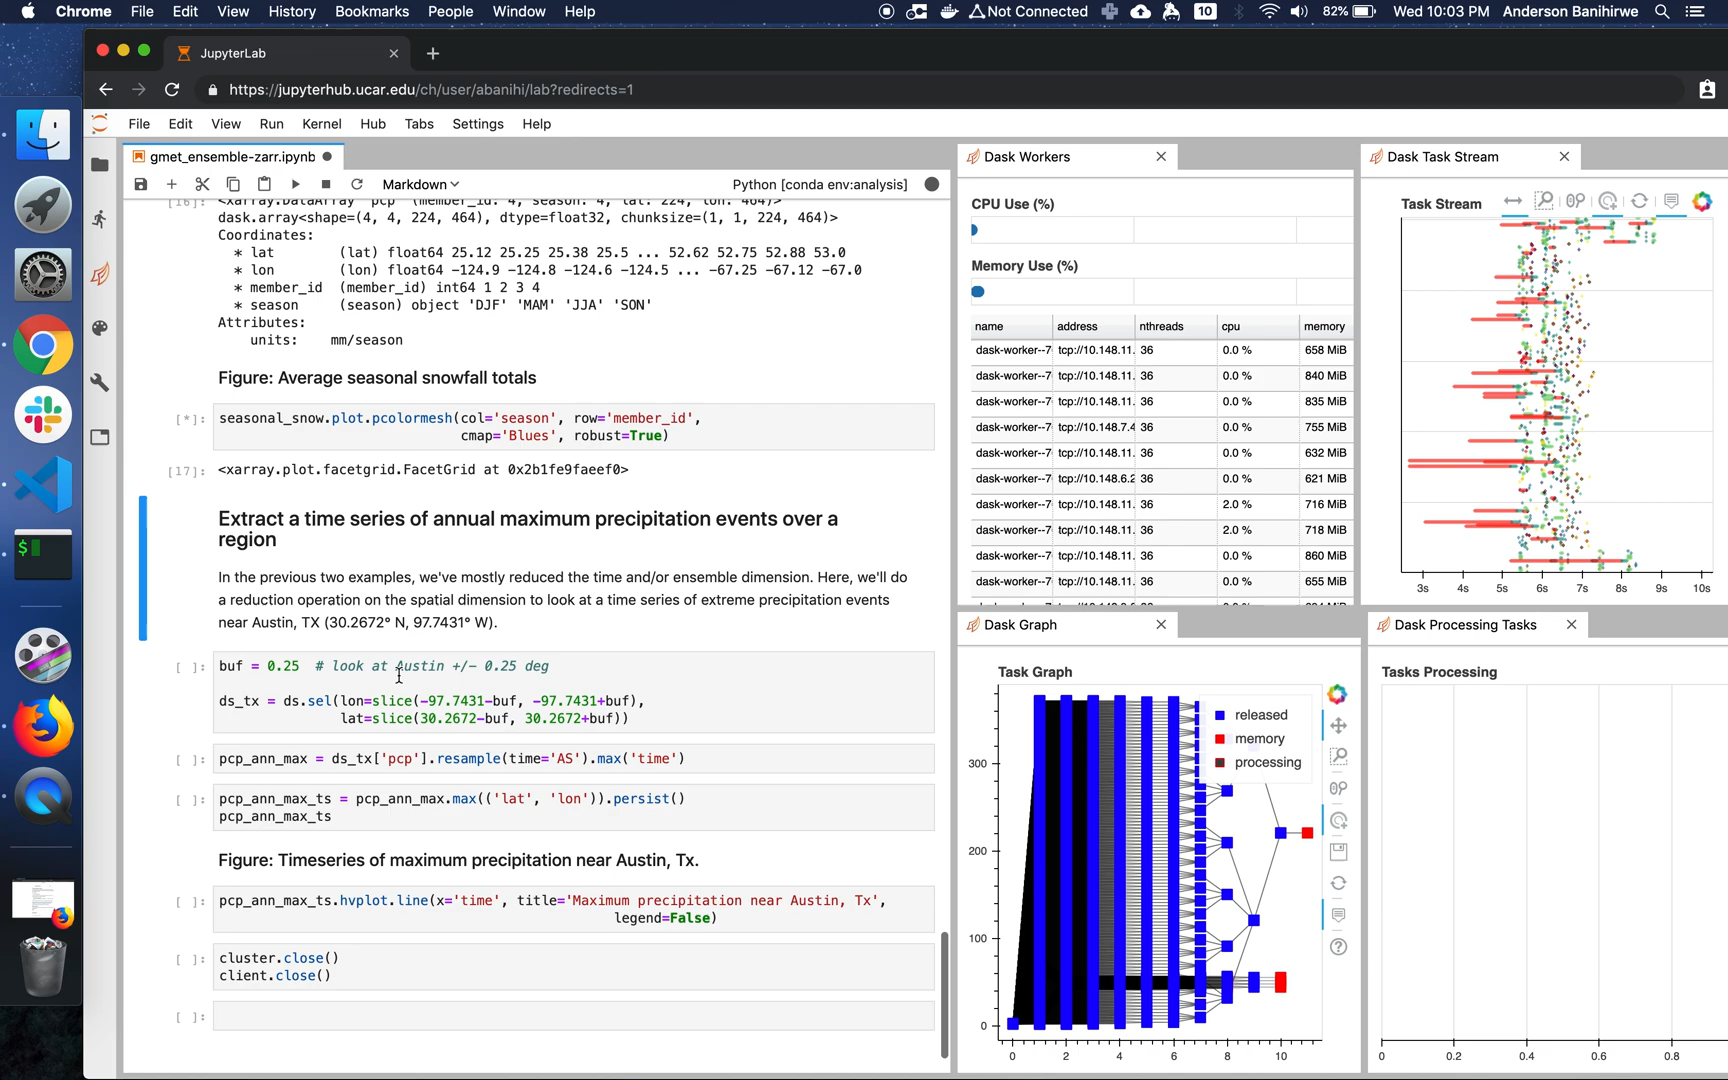 Chrome File Edit View History Bookmarks People Window Help Not Connected 10 82% Wed 10:03 PM Anderson Banihirwe
JupyterLab
https://jupyterhub.ucar.edu/ch/user/abanihi/lab?redirects=1
File Edit View Run Kernel Hub Tabs Settings Help
gmet_ensemble-zarr.ipynb
Markdown Python [conda env:analysis]
[16]: <xarray.DataArray 'pcp' (member_id: 4, season: 4, lat: 224, lon: 464)>
dask.array<shape=(4, 4, 224, 464), dtype=float32, chunksize=(1, 1, 224, 464)>
Coordinates:
* lat (lat) float64 25.12 25.25 25.38 25.5 ... 52.62 52.75 52.88 53.0
* lon (lon) float64 -124.9 -124.8 -124.6 -124.5 ... -67.25 -67.12 -67.0
* member_id (member_id) int64 1 2 3 4
* season (season) object 'DJF' 'MAM' 'JJA' 'SON'
Attributes:
units: mm/season
Figure: Average seasonal snowfall totals
[*]: seasonal_snow.plot.pcolormesh(col='season', row='member_id',
cmap='Blues', robust=True)
[17]: <xarray.plot.facetgrid.FacetGrid at 0x2b1fe9faeef0>
Extract a time series of annual maximum precipitation events over a
region
In the previous two examples, we've mostly reduced the time and/or ensemble dimension. Here, we'll do
a reduction operation on the spatial dimension to look at a time series of extreme precipitation events
near Austin, TX (30.2672° N, 97.7431° W).
[ ]: buf = 0.25 # look at Austin +/- 0.25 deg
ds_tx = ds.sel(lon=slice(-97.7431-buf, -97.7431+buf),
lat=slice(30.2672-buf, 30.2672+buf))
[ ]: pcp_ann_max = ds_tx['pcp'].resample(time='AS').max('time')
[ ]: pcp_ann_max_ts = pcp_ann_max.max(('lat', 'lon')).persist()
pcp_ann_max_ts
Figure: Timeseries of maximum precipitation near Austin, Tx.
[ ]: pcp_ann_max_ts.hvplot.line(x='time', title='Maximum precipitation near Austin, Tx',
legend=False)
[ ]: cluster.close()
client.close()
[ ]:
Dask Workers
CPU Use (%)
Memory Use (%)
name address nthreads cpu memory
dask-worker--7 tcp://10.148.11. 36 0.0 % 658 MiB
dask-worker--7 tcp://10.148.11. 36 0.0 % 840 MiB
dask-worker--7 tcp://10.148.11. 36 0.0 % 835 MiB
dask-worker--7 tcp://10.148.7.4 36 0.0 % 755 MiB
dask-worker--7 tcp://10.148.11. 36 0.0 % 632 MiB
dask-worker--7 tcp://10.148.6.2 36 0.0 % 621 MiB
dask-worker--7 tcp://10.148.11. 36 2.0 % 716 MiB
dask-worker--7 tcp://10.148.11. 36 2.0 % 718 MiB
dask-worker--7 tcp://10.148.11. 36 0.0 % 860 MiB
dask-worker--7 tcp://10.148.11. 36 0.0 % 655 MiB
Dask Task Stream
Task Stream
3s 4s 5s 6s 7s 8s 9s 10s
Dask Graph
Task Graph
released
memory
processing
300
200
100
0
0 2 4 6 8 10
Dask Processing Tasks
Tasks Processing
0 0.2 0.4 0.6 0.8